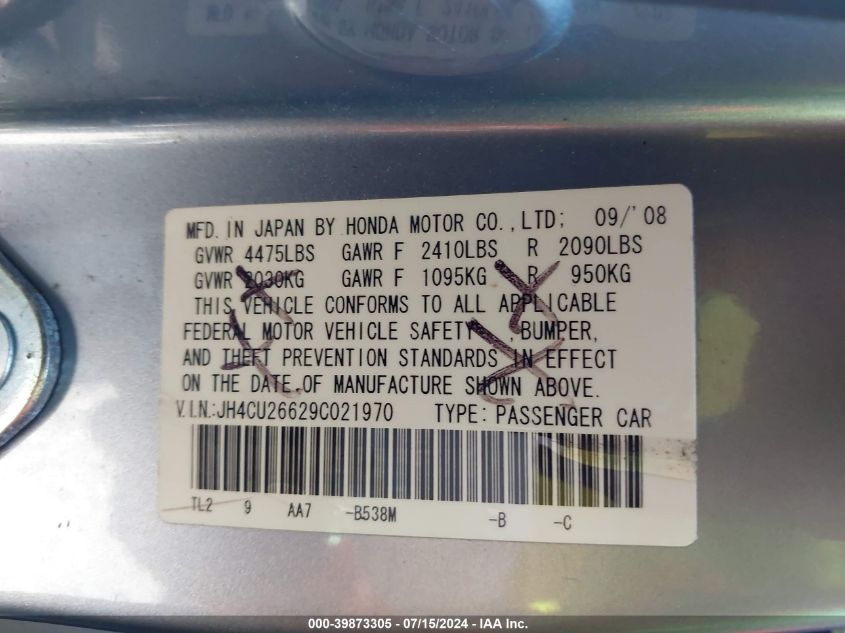 MFD. IN JAPAN BY HONDA MOTOR CO., LTD; 09/'08
GVWR 4475LBS GAWR F 2410LBS R 2090LBS
GVWR 2030KG GAWR F 1095KG R 950KG
THIS VEHICLE CONFORMS TO ALL APPLICABLE
FEDERAL MOTOR VEHICLE SAFETY, BUMPER,
AND THEFT PREVENTION STANDARDS IN EFFECT
ON THE DATE OF MANUFACTURE SHOWN ABOVE.
V.I.N:JH4CU26629C021970 TYPE: PASSENGER CAR
TL2 9 AA7 -B538M -B -C
000-39873305 - 07/15/2024 - IAA Inc.